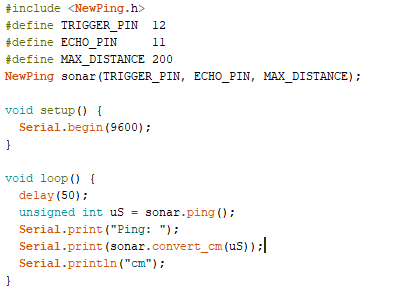 #include <NewPing.h>
#define TRIGGER_PIN  12
#define ECHO_PIN     11
#define MAX_DISTANCE 200
NewPing sonar(TRIGGER_PIN, ECHO_PIN, MAX_DISTANCE);

void setup() {
  Serial.begin(9600);
}

void loop() {
  delay(50);
  unsigned int uS = sonar.ping();
  Serial.print("Ping: ");
  Serial.print(sonar.convert_cm(uS));
  Serial.println("cm");
}